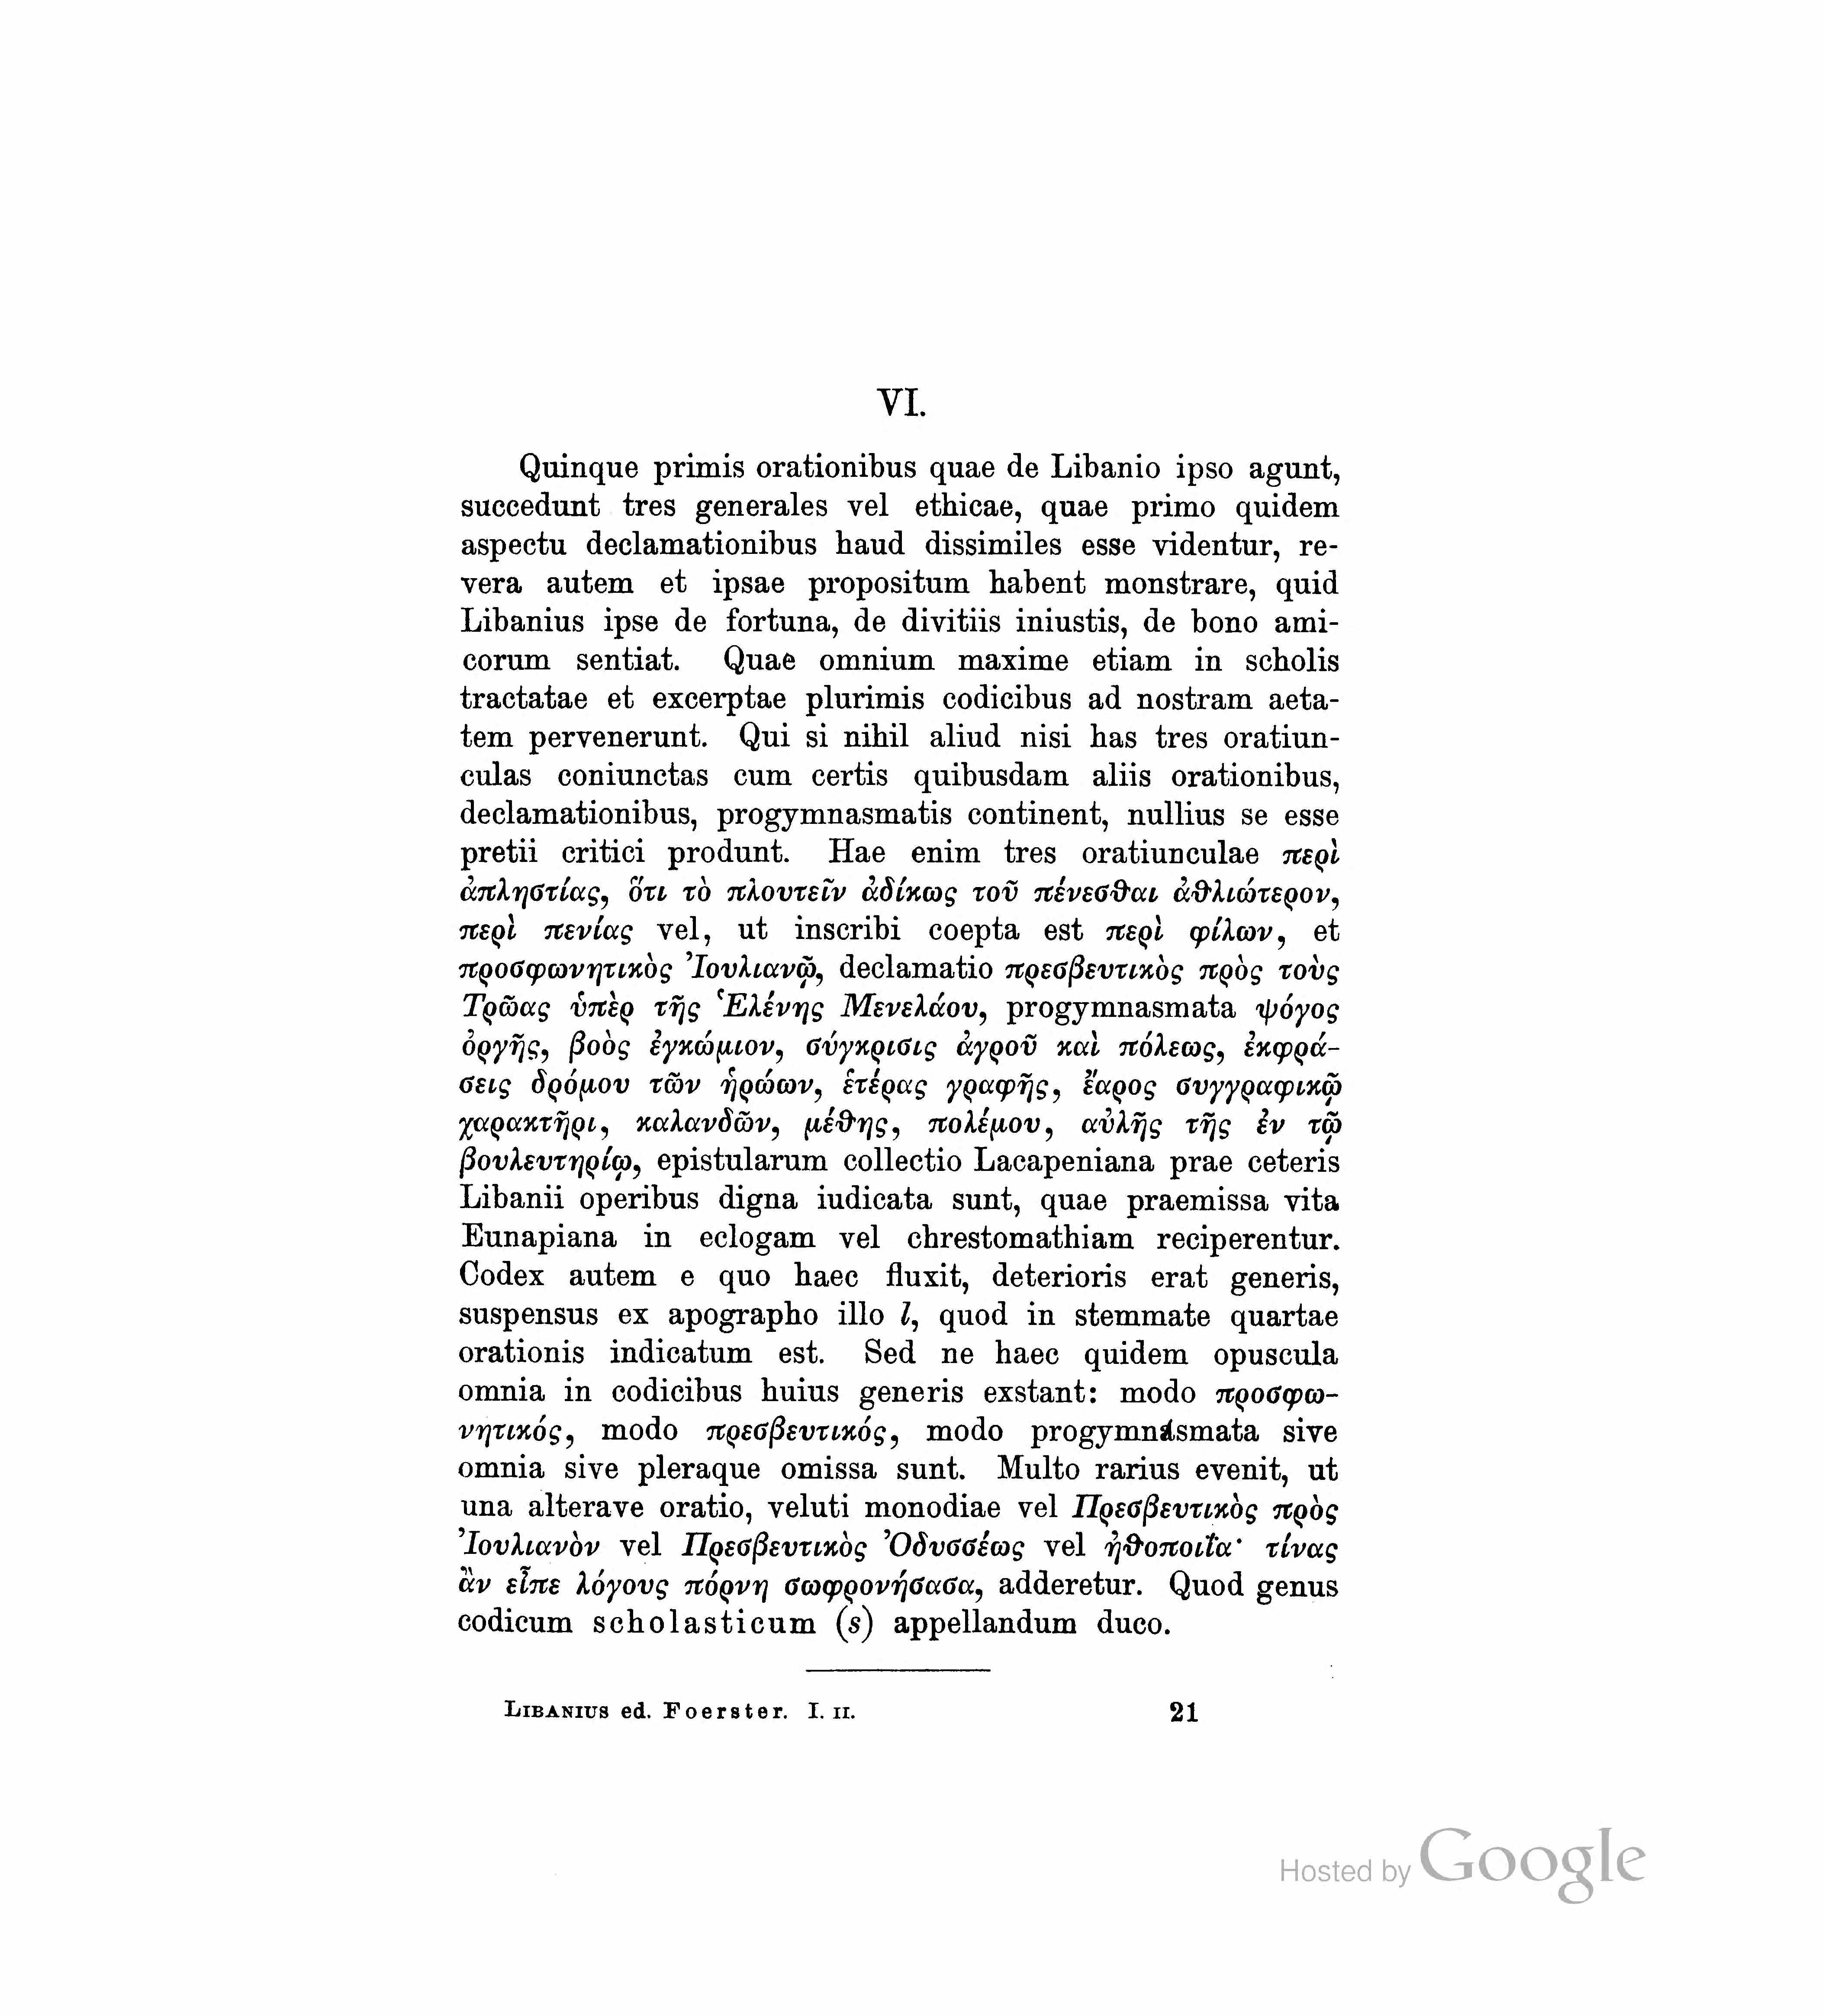 VI.
Quinque primis orationibus quae de Libanio ipso agunt,
succedunt tres generales vel ethicae, quae primo quidem
aspectu declamationibus haud dissimiles esse videntur, re-
vera autem et ipsae propositum habent monstrare, quid
Libanius ipse de fortuna, de divitiis iniustis, de bono ami-
corum sentiat. Quae omnium maxime etiam in scholis
tractatae et excerptae plurimis codicibus ad nostram aeta-
tem pervenerunt. Qui si nihil aliud nisi has tres oratiun-
culas coniunctas cum certis quibusdam aliis orationibus,
declamationibus, progymnasmatis continent, nullius se esse
pretii critici produnt. Hae enim tres oratiunculae περὶ
ἀπληστίας, ὅτι τὸ πλουτεῖν ἀδίκως τοῦ πένεσθαι ἀθλιώτερον,
περὶ πενίας vel, ut inscribi coepta est περὶ φίλων, et
προσφωνητικὸς Ἰουλιανῷ, declamatio πρεσβευτικὸς πρὸς τοὺς
Τρῶας ὑπὲρ τῆς Ἑλένης Μενελάου, progymnasmata ψόγος
ὀργῆς, βοὸς ἐγκώμιον, σύγκρισις ἀγροῦ καὶ πόλεως, ἐκφρά-
σεις δρόμου τῶν ἡρώων, ἑτέρας γραφῆς, ἔαρος συγγραφικῷ
χαρακτῆρι, καλανδῶν, μέθης, πολέμου, αὐλῆς τῆς ἐν τῷ
βουλευτηρίῳ, epistularum collectio Lacapeniana prae ceteris
Libanii operibus digna iudicata sunt, quae praemissa vita
Eunapiana in eclogam vel chrestomathiam reciperentur.
Codex autem e quo haec fluxit, deterioris erat generis,
suspensus ex apographo illo l, quod in stemmate quartae
orationis indicatum est. Sed ne haec quidem opuscula
omnia in codicibus huius generis exstant: modo προσφω-
νητικός, modo πρεσβευτικός, modo progymnasmata sive
omnia sive pleraque omissa sunt. Multo rarius evenit, ut
una alterave oratio, veluti monodiae vel Πρεσβευτικὸς πρὸς
Ἰουλιανὸν vel Πρεσβευτικὸς Ὀδυσσέως vel ἠθοποιΐα· τίνας
ἂν εἶπε λόγους πόρνη σωφρονήσασα, adderetur. Quod genus
codicum scholasticum (s) appellandum duco.
LIBANIUS ed. Foerster. I. II. 21
Hosted by Google